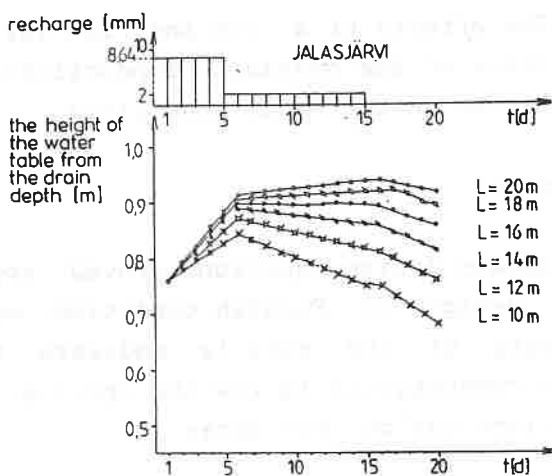 recharge [mm]
JALASJÄRVI
10
8,64
2
1 5 10 15 20 t[d]
the height of
the water
table from
the drain
depth [m]
1,0
0,9
0,8
0,7
0,6
0,5
L = 20 m
L = 18 m
L = 16 m
L = 14 m
L = 12 m
L = 10 m
1 5 10 15 20 t[d]